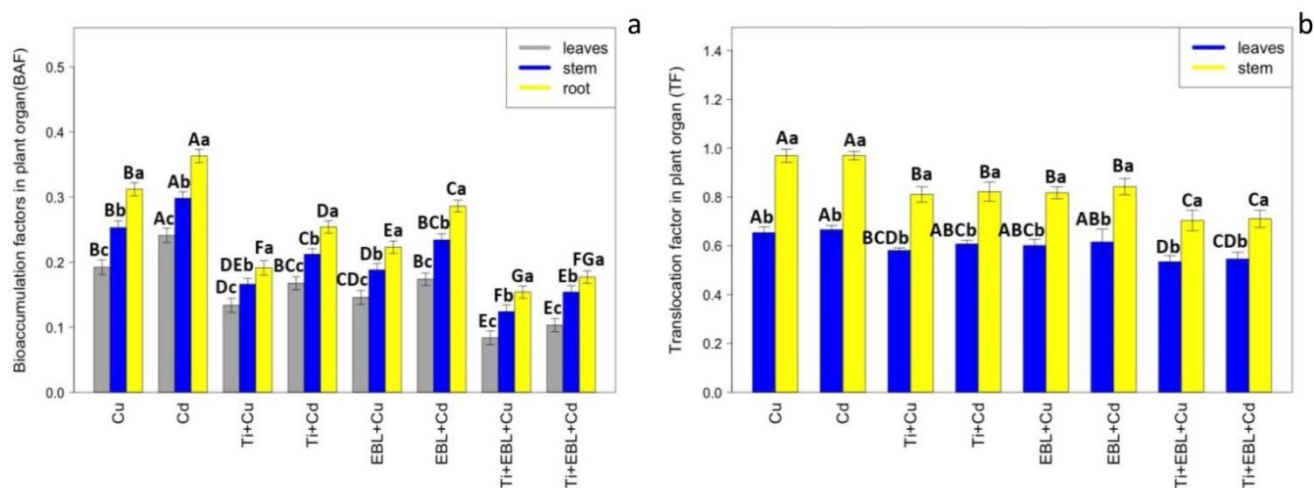 a
Bioaccumulation factors in plant organ(BAF)
0.5
0.4
0.3
0.2
0.1
0.0
leaves
stem
root
Bc Bb Ba
Ac Ab Aa
Dc DEb Fa
BCc Cb Da
CDc Db Ea
Bc BCb Ca
Ec Fb Ga
Ec Eb FGa
Cu
Cd
Ti+Cu
Ti+Cd
EBL+Cu
EBL+Cd
Ti+EBL+Cu
Ti+EBL+Cd
b
Translocation factor in plant organ (TF)
1.4
1.2
1.0
0.8
0.6
0.4
0.2
0.0
leaves
stem
Ab Aa
Ab Aa
BCDb Ba
ABCb Ba
ABCb Ba
ABb Ba
Db Ca
CDb Ca
Cu
Cd
Ti+Cu
Ti+Cd
EBL+Cu
EBL+Cd
Ti+EBL+Cu
Ti+EBL+Cd